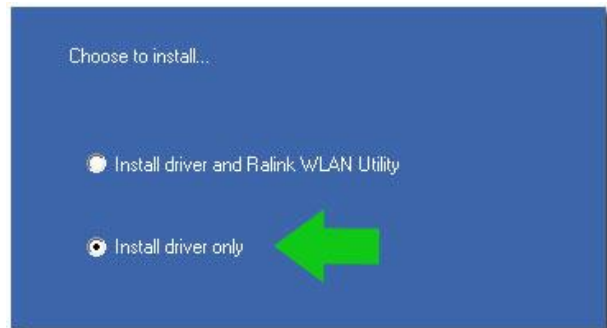 Choose to install...
Install driver and Ralink WLAN Utility
Install driver only